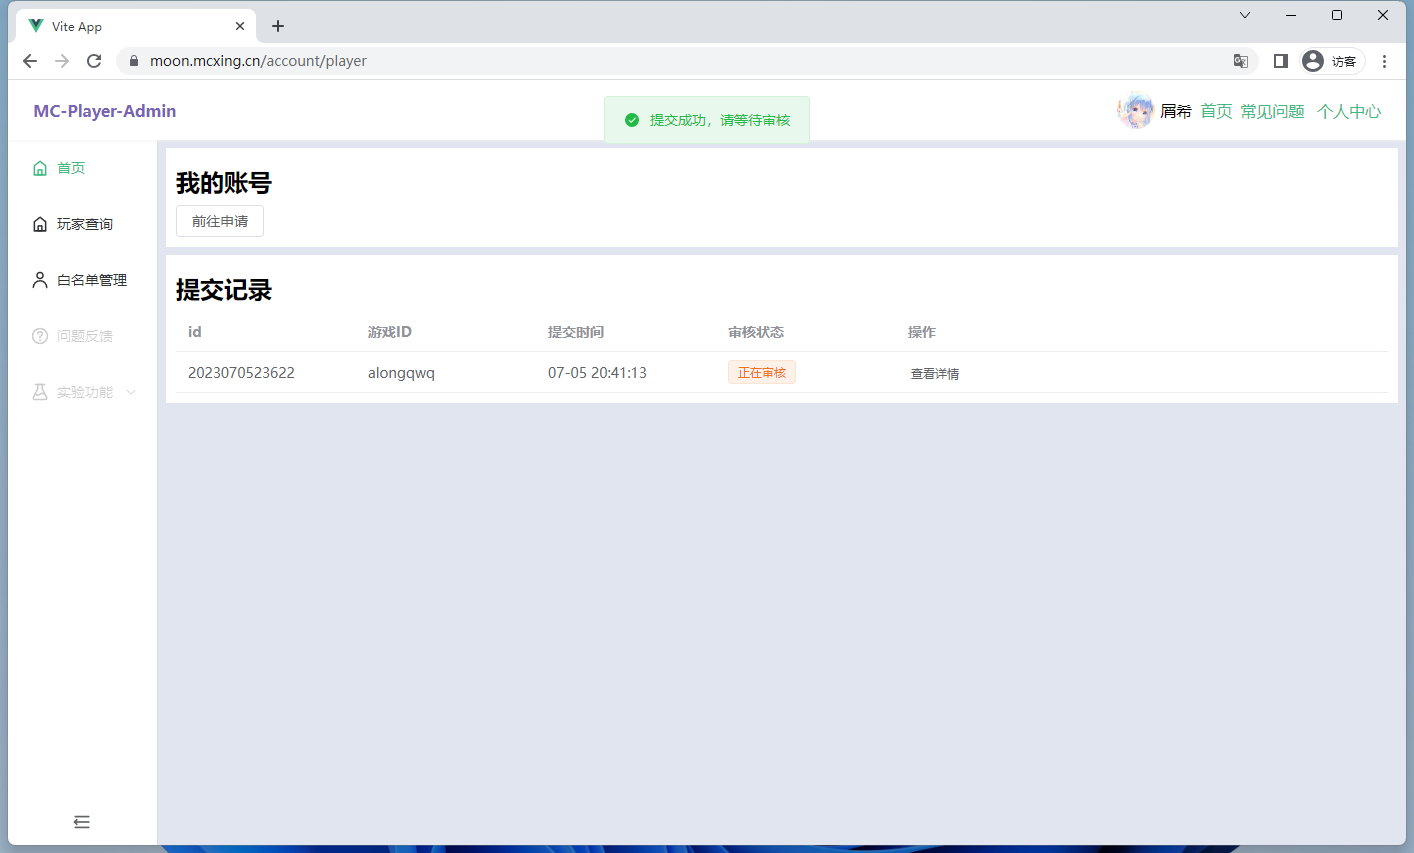 Vite App
moon.mcxing.cn/account/player
访客
MC-Player-Admin
提交成功，请等待审核
屑希 首页 常见问题 个人中心
首页
玩家查询
白名单管理
问题反馈
实验功能
我的账号
前往申请
提交记录
id 游戏ID 提交时间 审核状态 操作
2023070523622 alongqwq 07-05 20:41:13 正在审核 查看详情